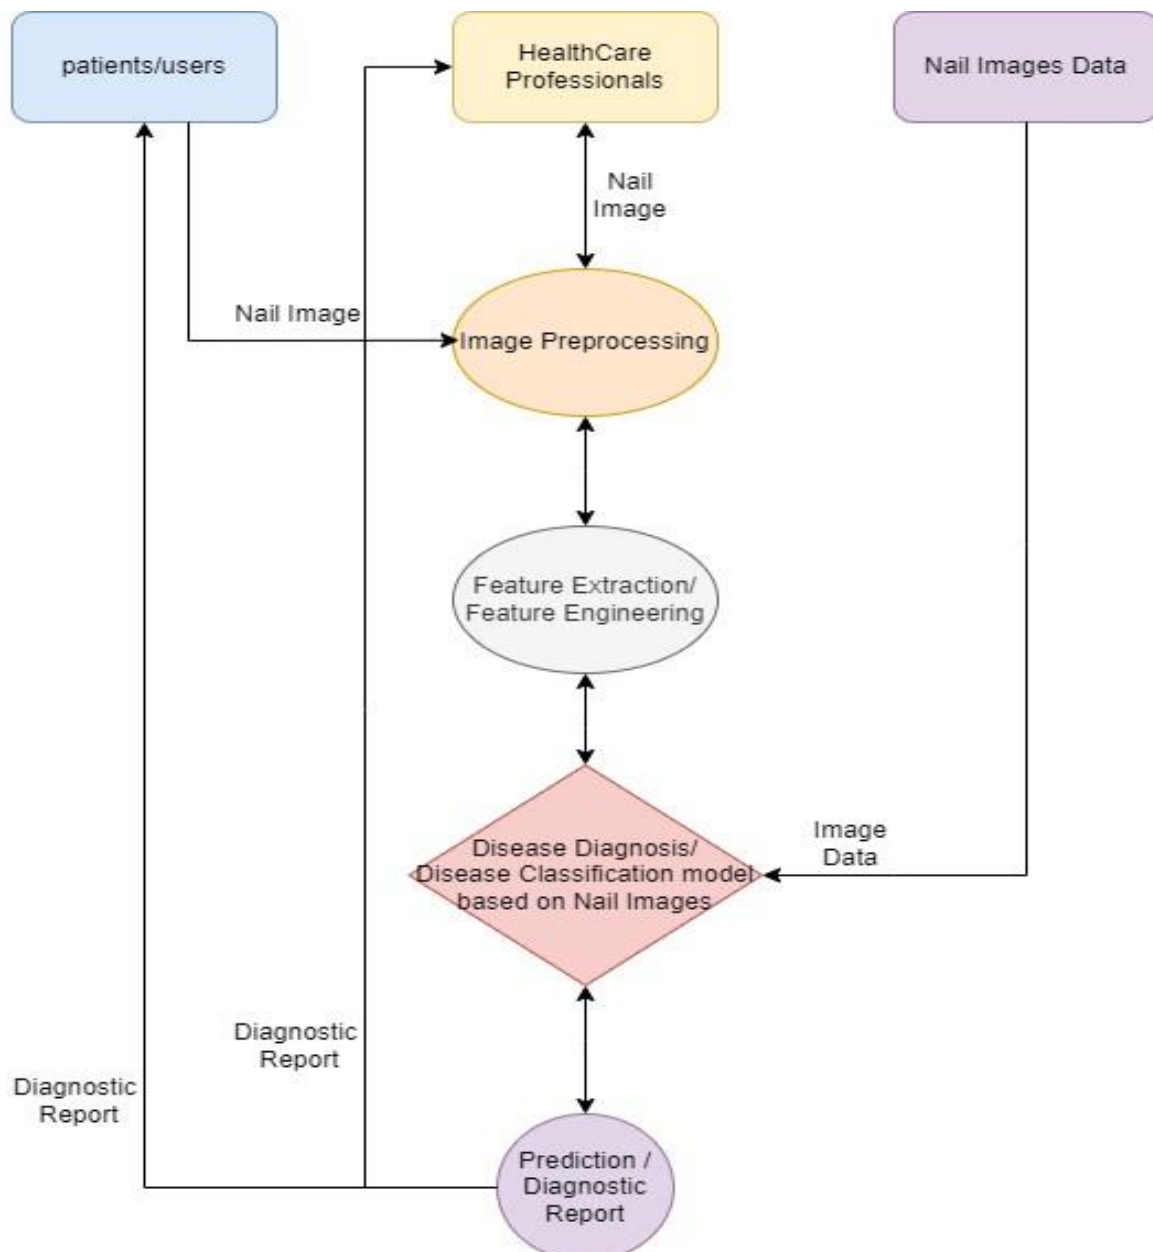 patients/users
HealthCare
Professionals
Nail Images Data
Nail
Image
Nail Image
Image Preprocessing
Feature Extraction/
Feature Engineering
Image
Data
Disease Diagnosis/
Disease Classification model
based on Nail Images
Diagnostic
Report
Diagnostic
Report
Prediction /
Diagnostic
Report